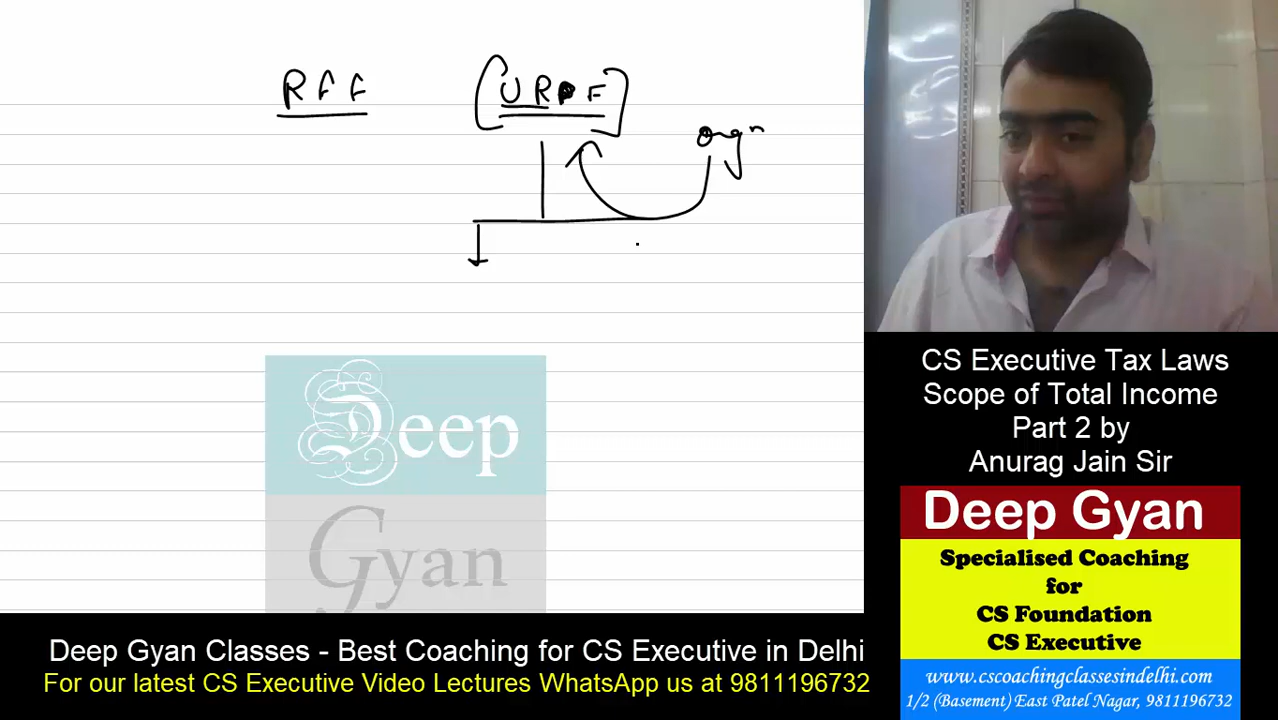 RFF
(URPF)
orgn
Deep
Gyan
CS Executive Tax Laws
Scope of Total Income
Part 2 by
Anurag Jain Sir
Deep Gyan
Specialised Coaching
for
CS Foundation
CS Executive
www.cscoachingclassesindelhi.com
1/2 (Basement) East Patel Nagar, 9811196732
Deep Gyan Classes - Best Coaching for CS Executive in Delhi
For our latest CS Executive Video Lectures WhatsApp us at 9811196732